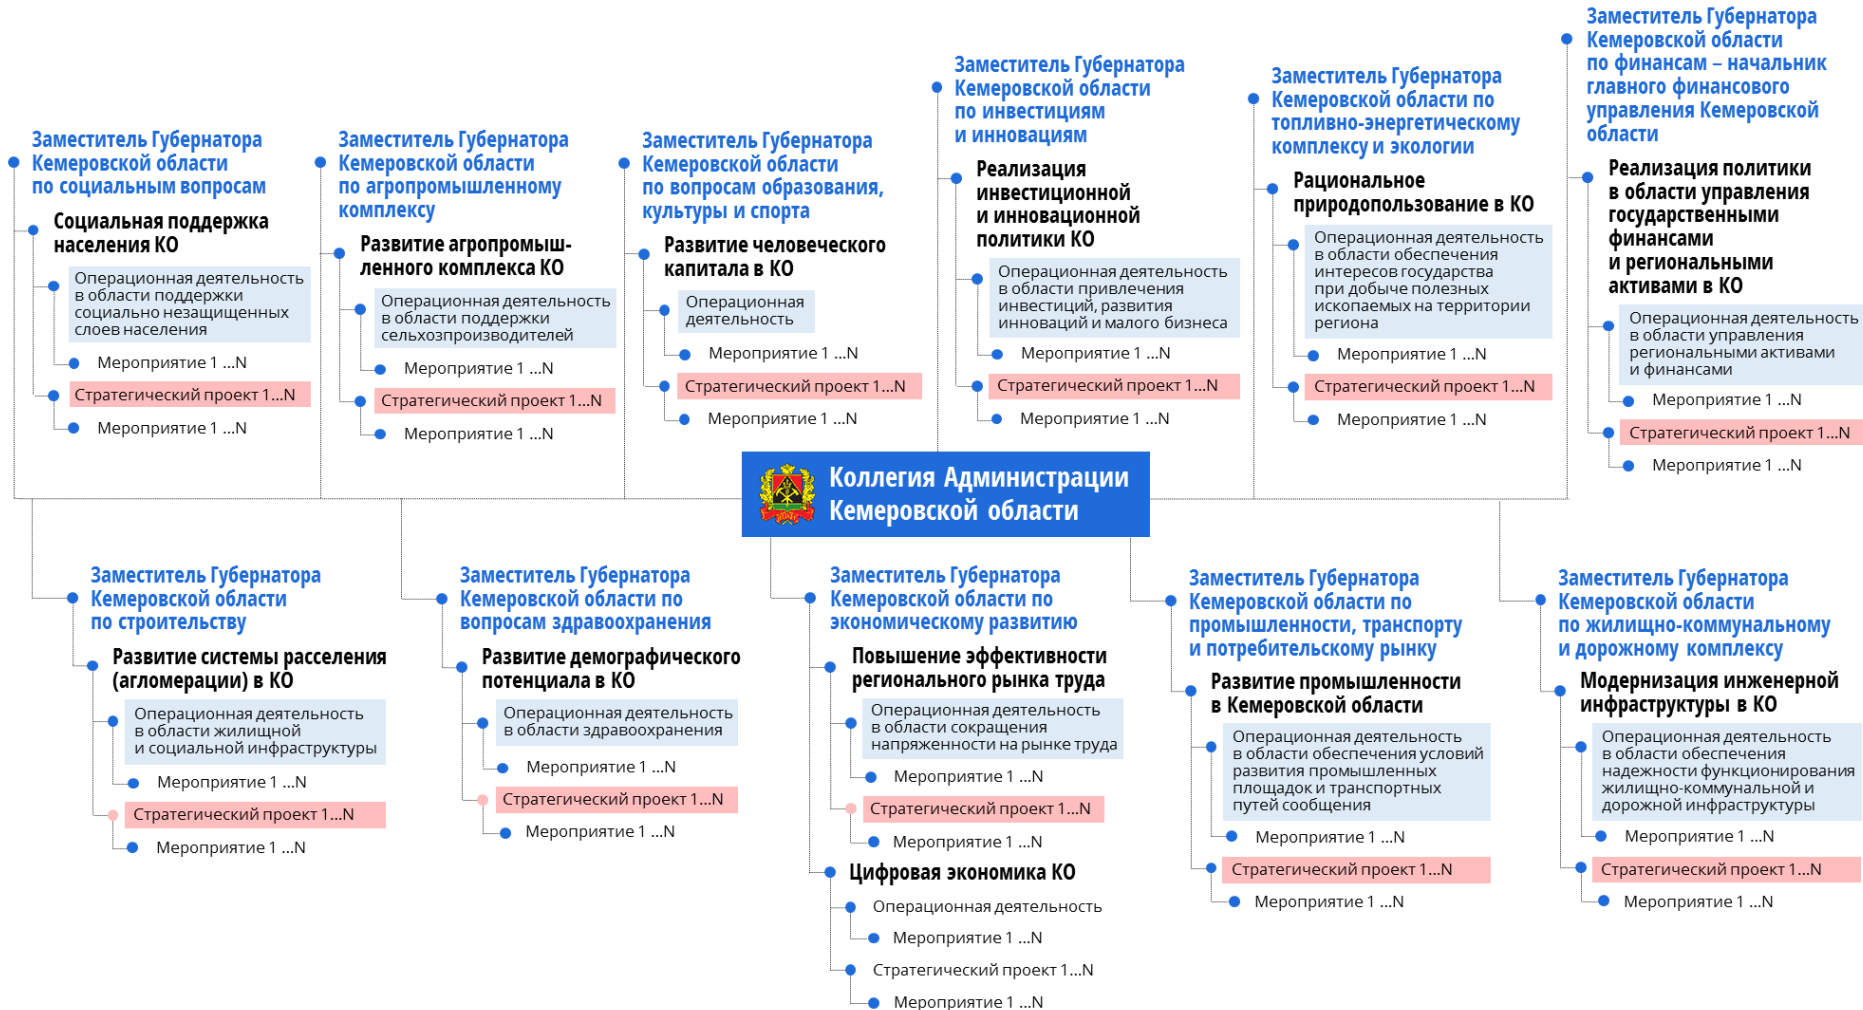 Заместитель Губернатора
Кемеровской области
по социальным вопросам
Социальная поддержка
населения КО
Операционная деятельность
в области поддержки
социально незащищенных
слоев населения
Мероприятие 1 ...N
Стратегический проект 1...N
Мероприятие 1 ...N
Заместитель Губернатора
Кемеровской области
по агропромышленному
комплексу
Развитие агропромыш-
ленного комплекса КО
Операционная деятельность
в области поддержки
сельхозпроизводителей
Мероприятие 1 ...N
Стратегический проект 1...N
Мероприятие 1 ...N
Заместитель Губернатора
Кемеровской области
по вопросам образования,
культуры и спорта
Развитие человеческого
капитала в КО
Операционная
деятельность
Мероприятие 1 ...N
Стратегический проект 1...N
Мероприятие 1 ...N
Заместитель Губернатора
Кемеровской области
по инвестициям
и инновациям
Реализация
инвестиционной
и инновационной
политики КО
Операционная деятельность
в области привлечения
инвестиций, развития
инноваций и малого бизнеса
Мероприятие 1 ...N
Стратегический проект 1...N
Мероприятие 1 ...N
Заместитель Губернатора
Кемеровской области по
топливно-энергетическому
комплексу и экологии
Рациональное
природопользование в КО
Операционная деятельность
в области обеспечения
интересов государства
при добыче полезных
ископаемых на территории
региона
Мероприятие 1 ...N
Стратегический проект 1...N
Мероприятие 1 ...N
Заместитель Губернатора
Кемеровской области
по финансам – начальник
главного финансового
управления Кемеровской
области
Реализация политики
в области управления
государственными
финансами
и региональными
активами в КО
Операционная деятельность
в области управления
региональными активами
и финансами
Мероприятие 1 ...N
Стратегический проект 1...N
Мероприятие 1 ...N
Коллегия Администрации
Кемеровской области
Заместитель Губернатора
Кемеровской области
по строительству
Развитие системы расселения
(агломерации) в КО
Операционная деятельность
в области жилищной
и социальной инфраструктуры
Мероприятие 1 ...N
Стратегический проект 1...N
Мероприятие 1 ...N
Заместитель Губернатора
Кемеровской области по
вопросам здравоохранения
Развитие демографического
потенциала в КО
Операционная деятельность
в области здравоохранения
Мероприятие 1 ...N
Стратегический проект 1...N
Мероприятие 1 ...N
Заместитель Губернатора
Кемеровской области по
экономическому развитию
Повышение эффективности
регионального рынка труда
Операционная деятельность
в области сокращения
напряженности на рынке труда
Мероприятие 1 ...N
Стратегический проект 1...N
Мероприятие 1 ...N
Цифровая экономика КО
Операционная деятельность
Мероприятие 1 ...N
Стратегический проект 1...N
Мероприятие 1 ...N
Заместитель Губернатора
Кемеровской области по
промышленности, транспорту
и потребительскому рынку
Развитие промышленности
в Кемеровской области
Операционная деятельность
в области обеспечения условий
развития промышленных
площадок и транспортных
путей сообщения
Мероприятие 1 ...N
Стратегический проект 1...N
Мероприятие 1 ...N
Заместитель Губернатора
Кемеровской области
по жилищно-коммунальному
и дорожному комплексу
Модернизация инженерной
инфраструктуры в КО
Операционная деятельность
в области обеспечения
надежности функционирования
жилищно-коммунальной и
дорожной инфраструктуры
Мероприятие 1 ...N
Стратегический проект 1...N
Мероприятие 1 ...N